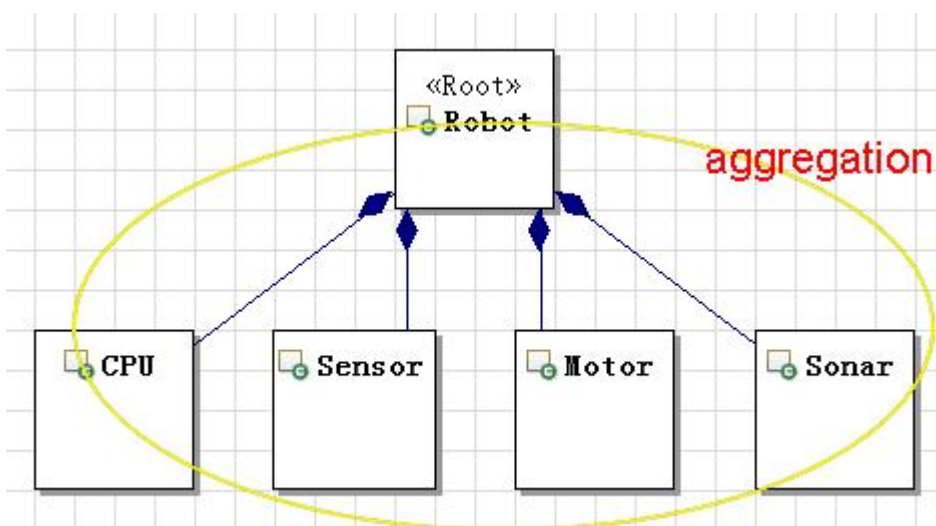 «Root»
Robot
aggregation
CPU
Sensor
Motor
Sonar